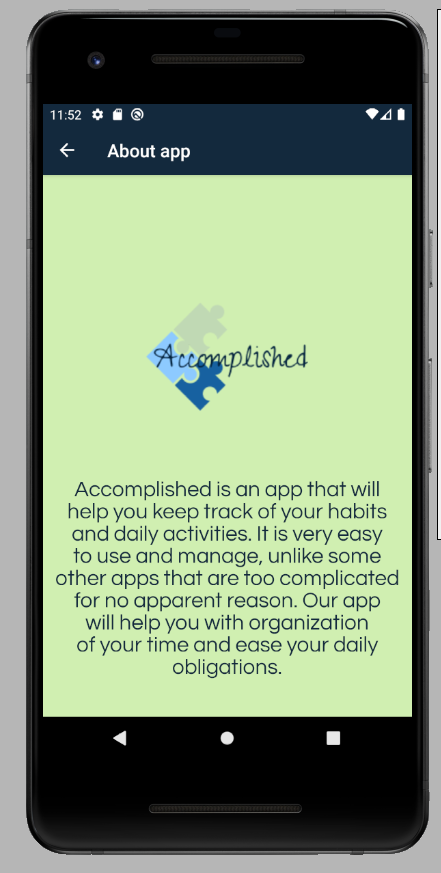 11:52
About app
Accomplished
Accomplished is an app that will
help you keep track of your habits
and daily activities. It is very easy
to use and manage, unlike some
other apps that are too complicated
for no apparent reason. Our app
will help you with organization
of your time and ease your daily
obligations.